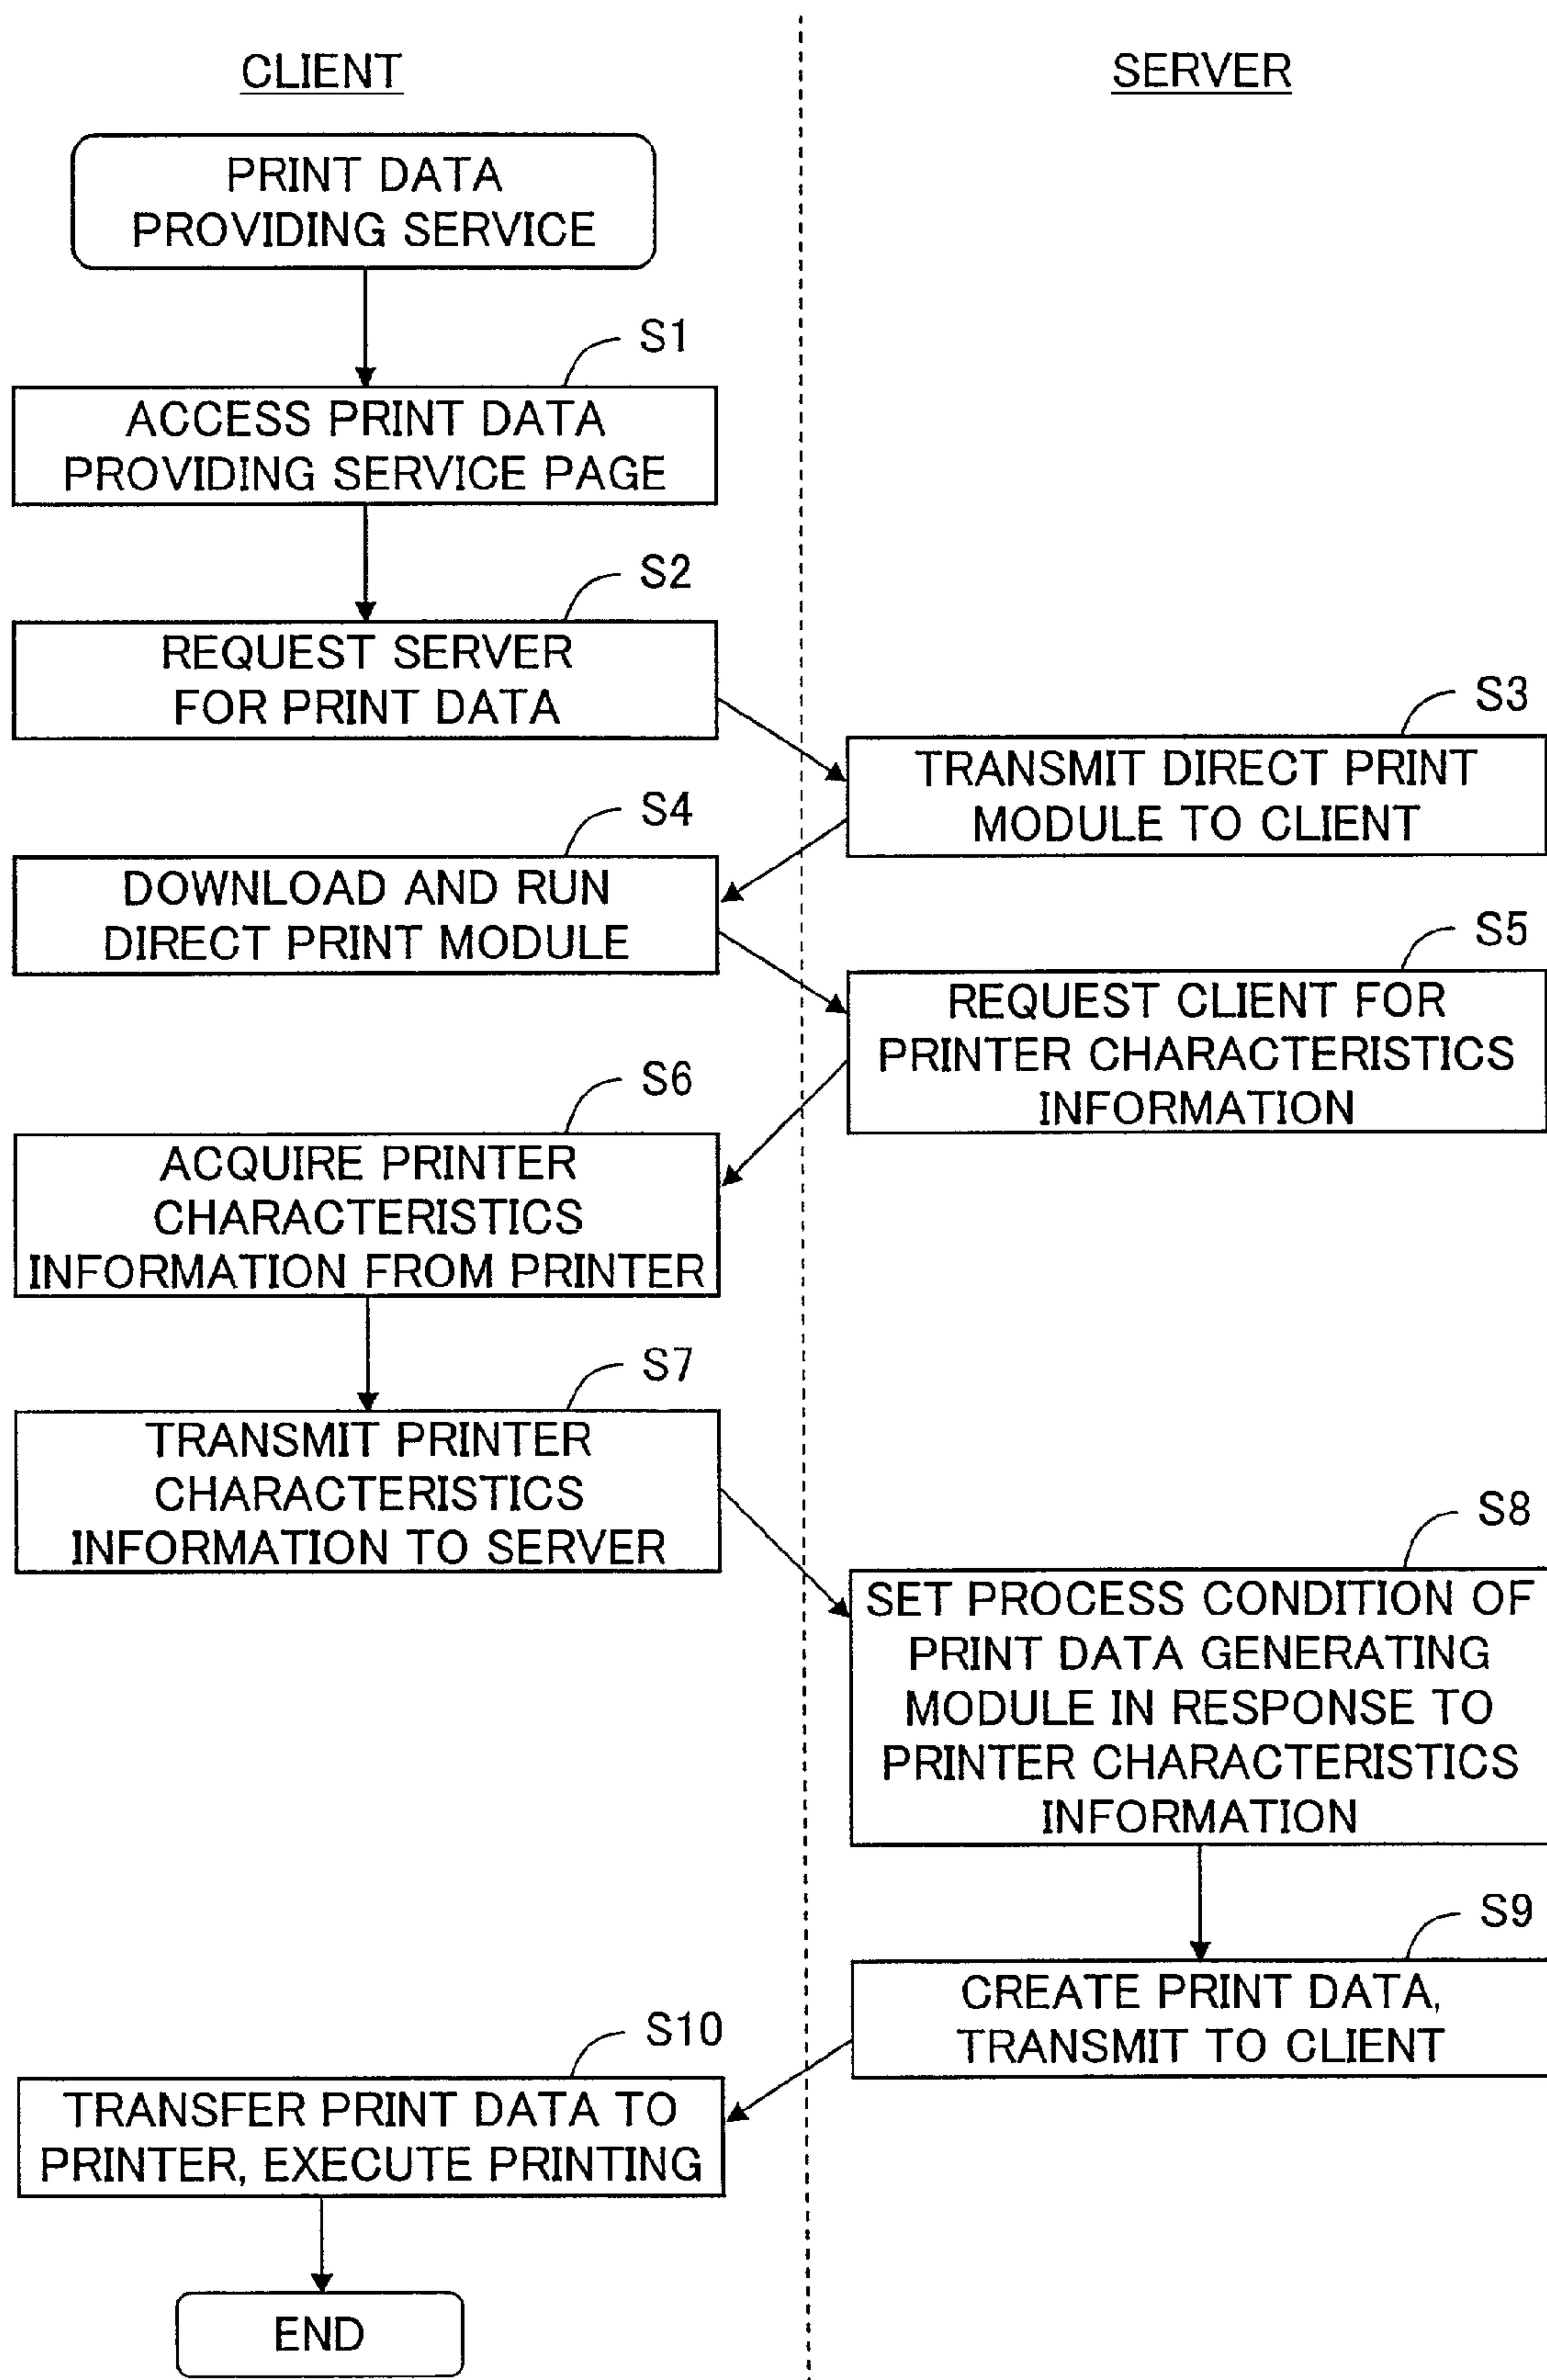 CLIENT
SERVER
PRINT DATA
PROVIDING SERVICE
S1
ACCESS PRINT DATA
PROVIDING SERVICE PAGE
S2
REQUEST SERVER
FOR PRINT DATA
S3
TRANSMIT DIRECT PRINT
MODULE TO CLIENT
S4
DOWNLOAD AND RUN
DIRECT PRINT MODULE
S5
REQUEST CLIENT FOR
PRINTER CHARACTERISTICS
INFORMATION
S6
ACQUIRE PRINTER
CHARACTERISTICS
INFORMATION FROM PRINTER
S7
TRANSMIT PRINTER
CHARACTERISTICS
INFORMATION TO SERVER
S8
SET PROCESS CONDITION OF
PRINT DATA GENERATING
MODULE IN RESPONSE TO
PRINTER CHARACTERISTICS
INFORMATION
S9
CREATE PRINT DATA,
TRANSMIT TO CLIENT
S10
TRANSFER PRINT DATA TO
PRINTER, EXECUTE PRINTING
END